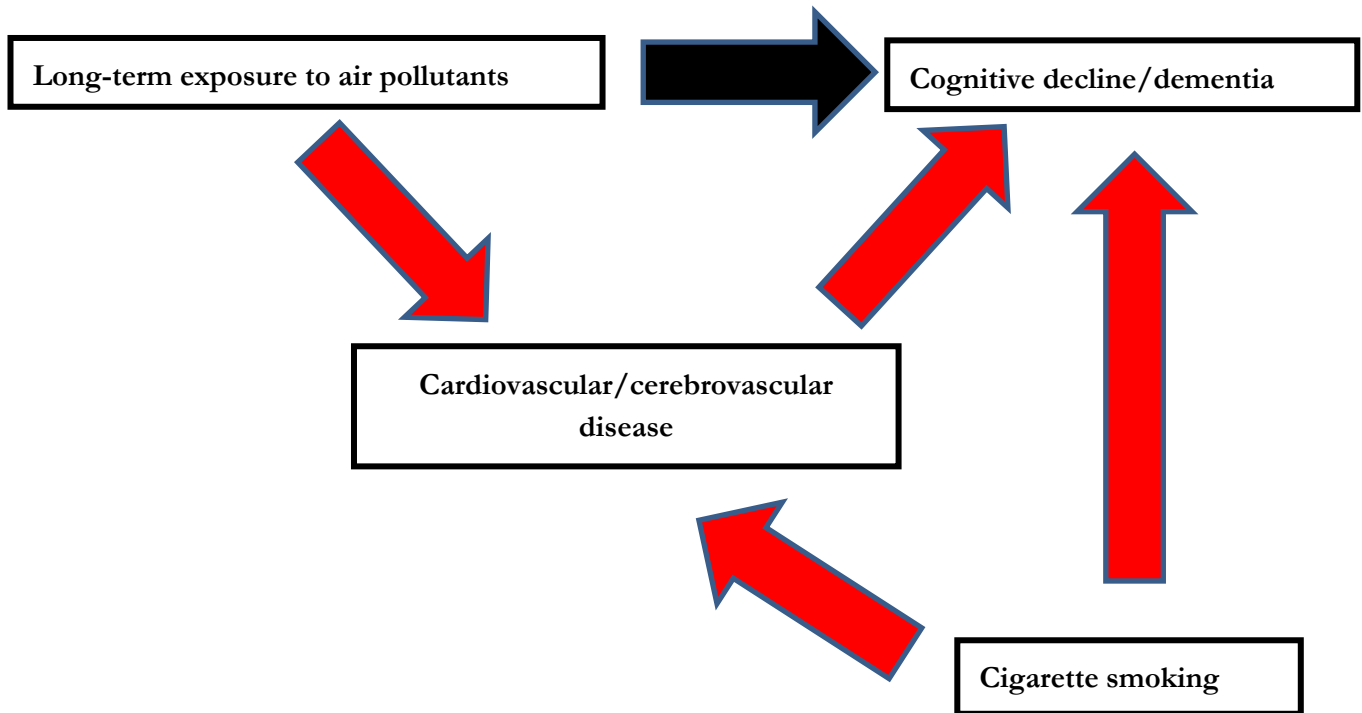 Long-term exposure to air pollutants
Cognitive decline/dementia
Cardiovascular/cerebrovascular
disease
Cigarette smoking